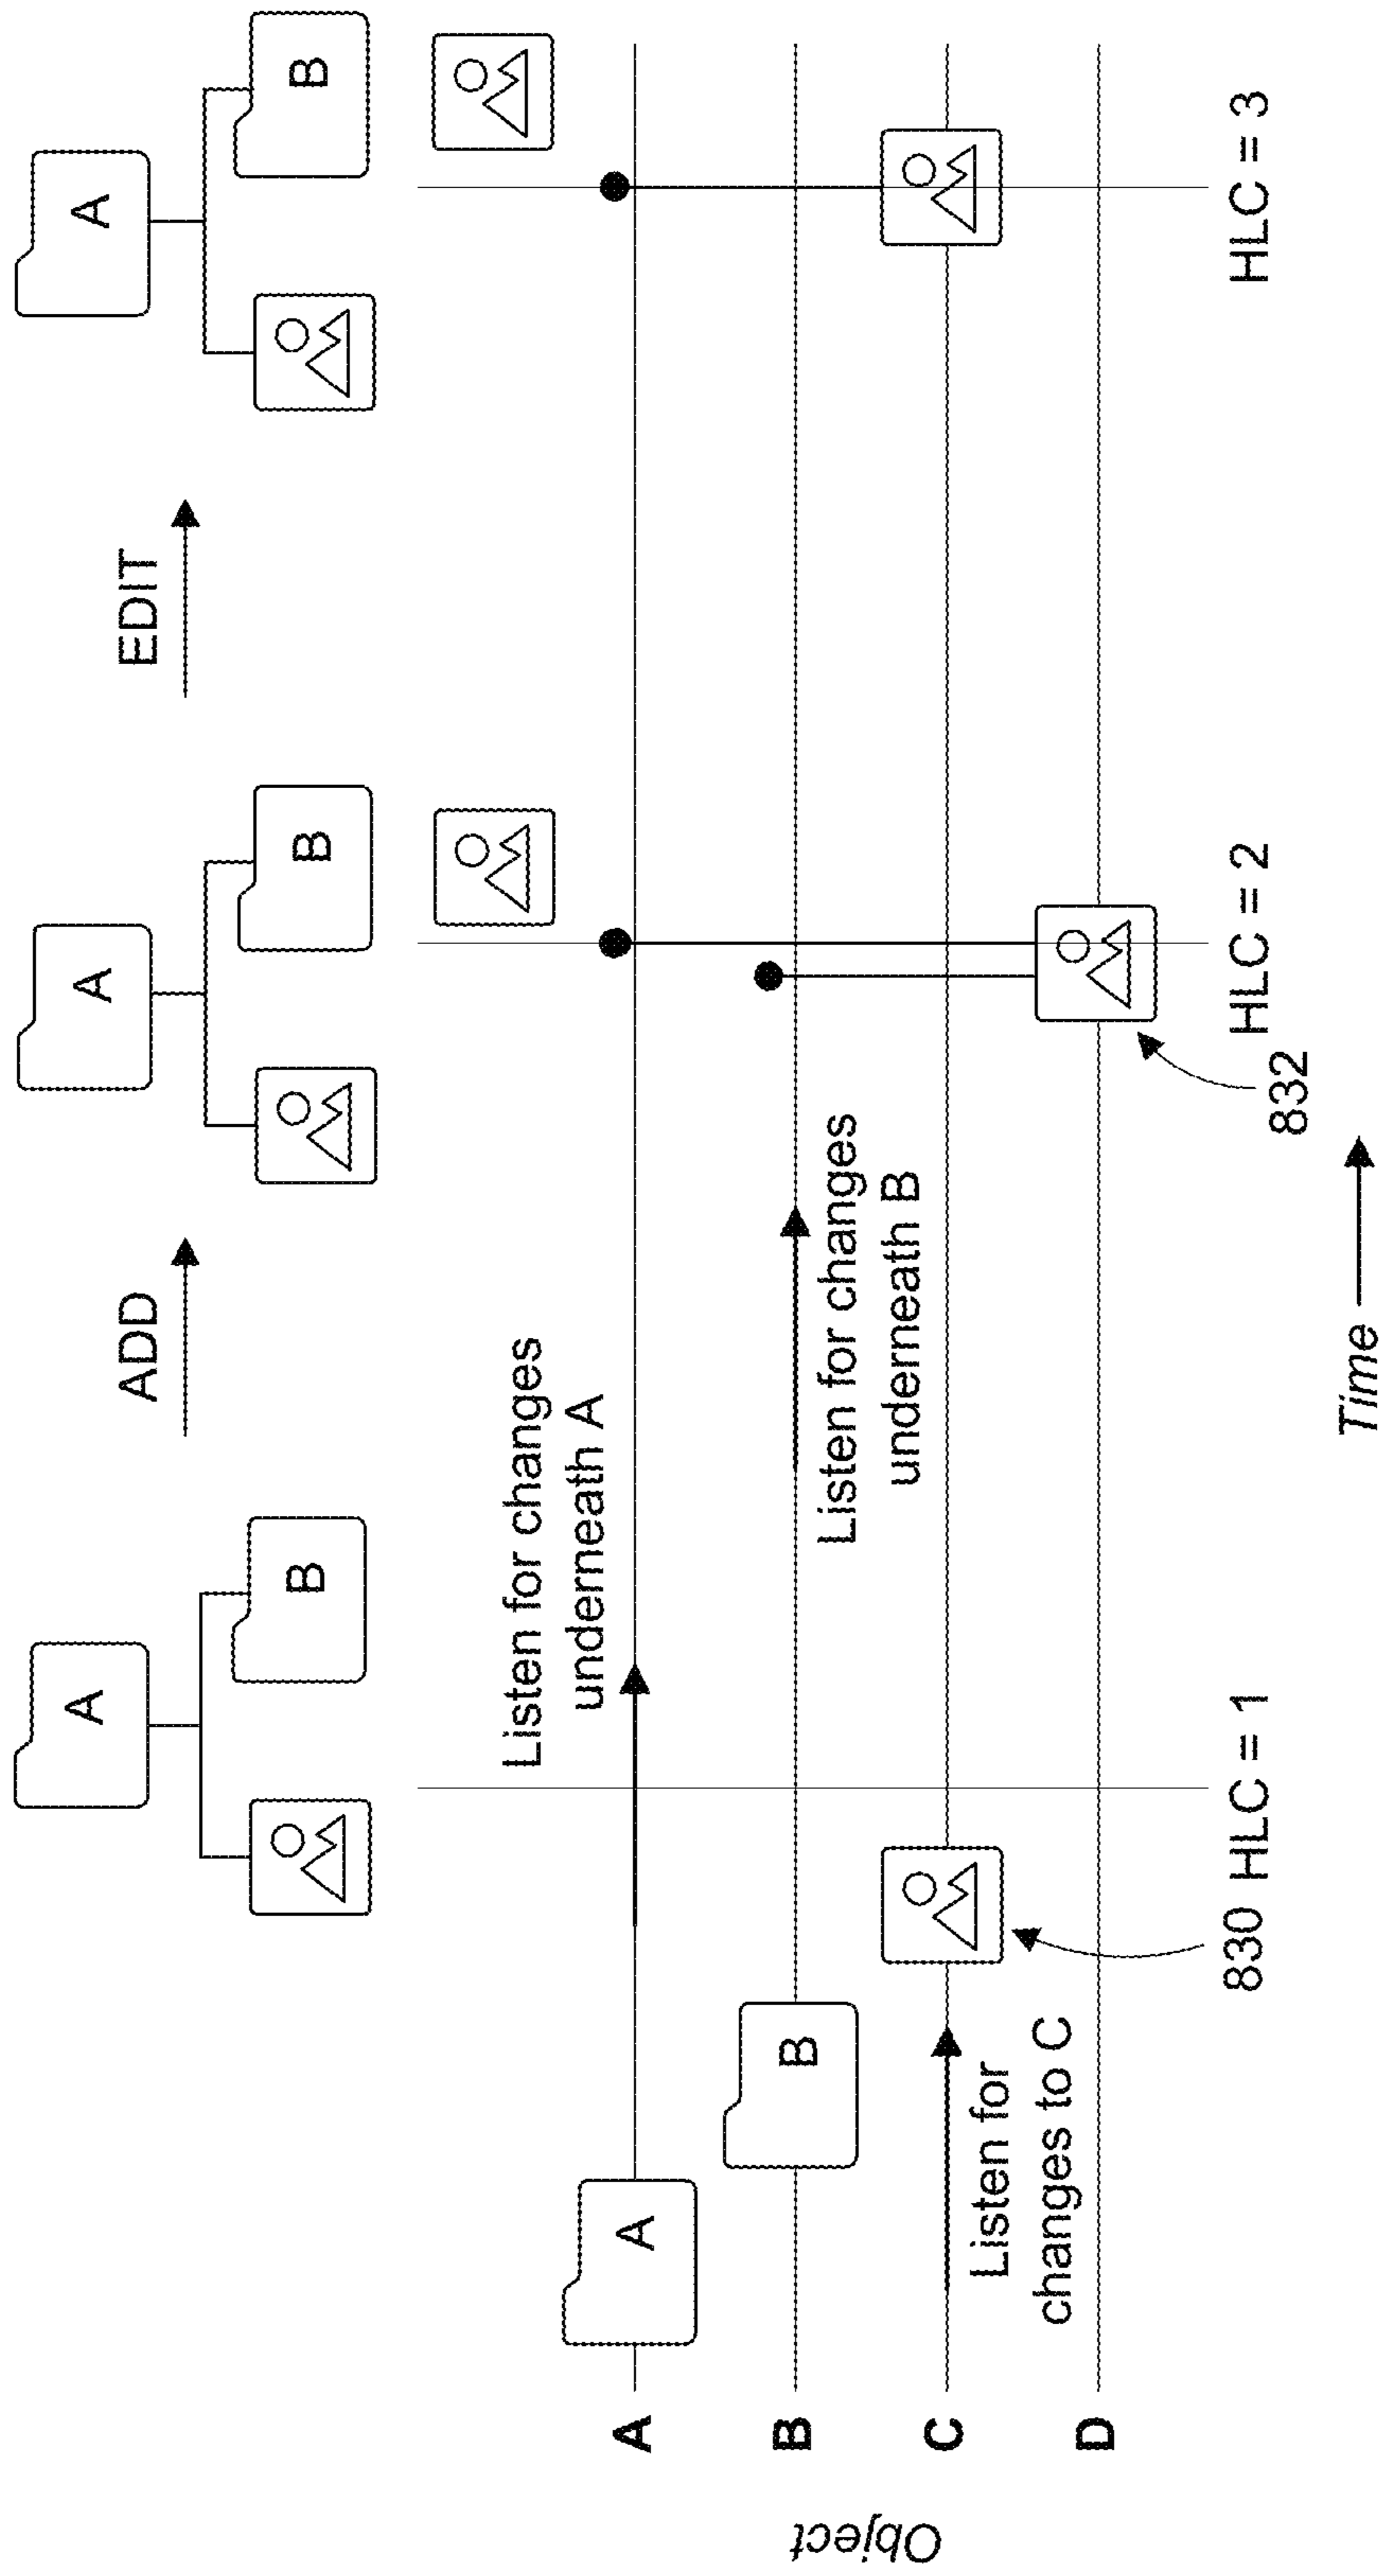 A
B
ADD
A
B
EDIT
A
B
Object
A
A
Listen for changes
underneath A
B
B
Listen for changes
underneath B
C
Listen for
changes to C
D
830
HLC = 1
832
HLC = 2
HLC = 3
Time